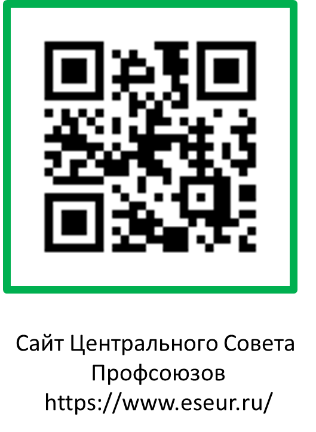 Сайт Центрального Совета
Профсоюзов
https://www.eseur.ru/